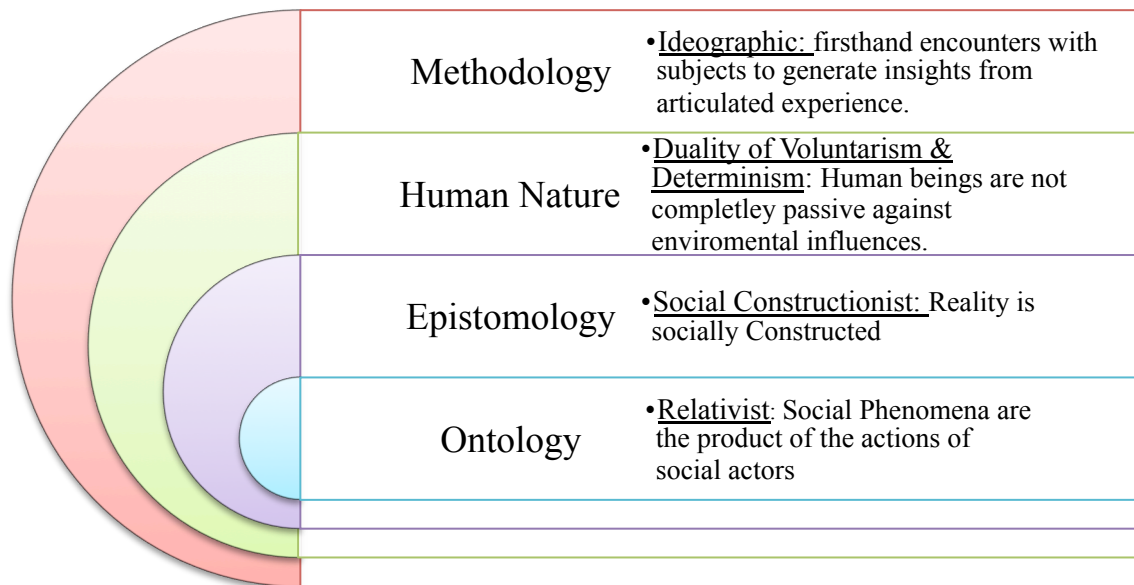 Methodology
•Ideographic: firsthand encounters with
subjects to generate insights from
articulated experience.
Human Nature
•Duality of Voluntarism &
Determinism: Human beings are not
completley passive against
enviromental influences.
Epistomology
•Social Constructionist: Reality is
socially Constructed
Ontology
•Relativist: Social Phenomena are
the product of the actions of
social actors